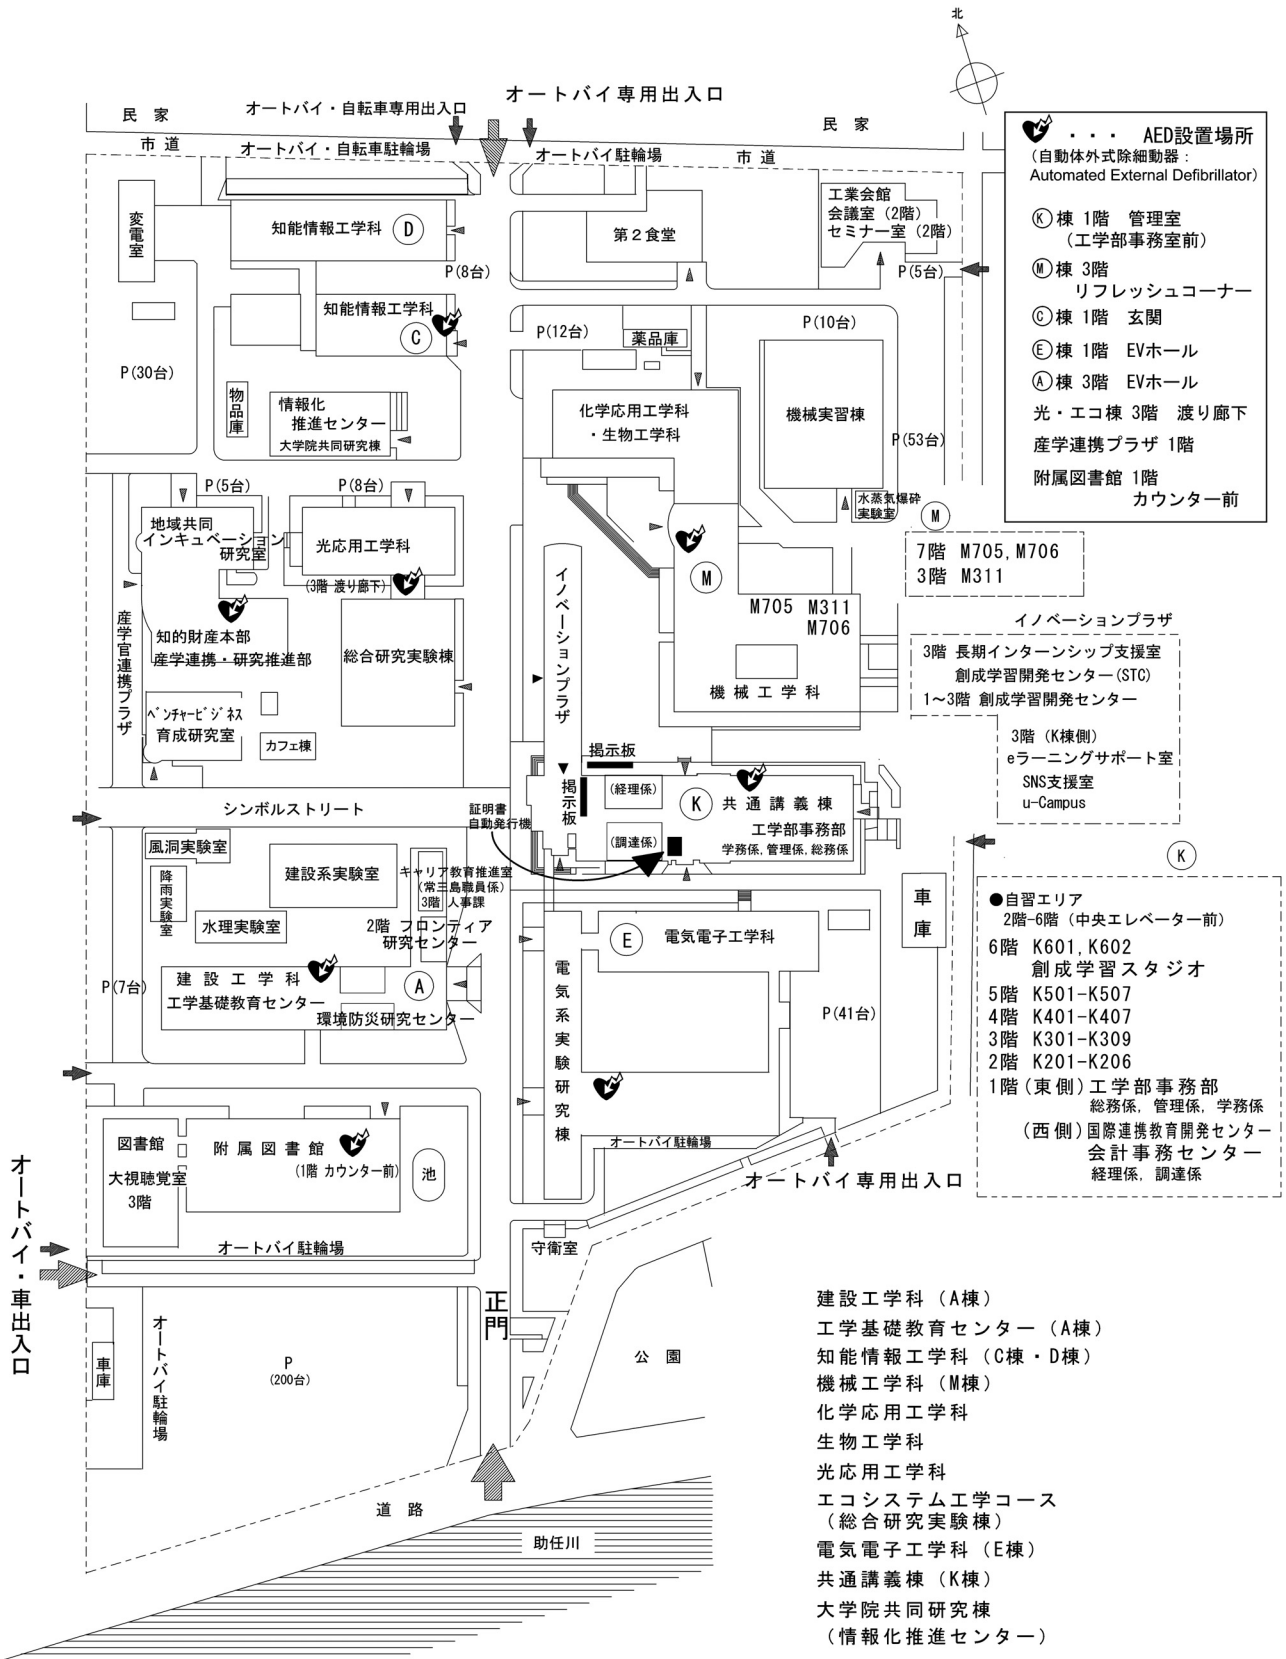 北
オートバイ専用出入口
オートバイ・自転車専用出入口
民 家
民 家
市 道
オートバイ・自転車駐輪場
オートバイ駐輪場
市 道
変電室
知能情報工学科 D
P(8台)
第2食堂
工業会館
会議室(2階)
セミナー室(2階)
P(5台)
知能情報工学科
C
P(12台)
薬品庫
P(10台)
P(30台)
物品庫
情報化
推進センター
大学院共同研究棟
化学応用工学科
・生物工学科
機械実習棟
P(53台)
水蒸気爆砕
実験室
P(5台)
P(8台)
地域共同
インキュベーション
研究室
光応用工学科
(3階 渡り廊下)
知的財産本部
産学連携・研究推進部
産学官連携プラザ
総合研究実験棟
ベンチャービジネス
育成研究室
カフェ棟
イノベーションプラザ
M
M705 M311
M706
機 械 工 学 科
シンボルストリート
掲示板
掲示板
証明書
自動発行機
(経理係)
(調達係)
K 共 通 講 義 棟
工学部事務部
学務係,管理係,総務係
風洞実験室
降雨実験室
建設系実験室
水理実験室
キャリア教育推進室
(常三島職員係)
3階 人事課
2階 フロンティア
研究センター
建 設 工 学 科
工学基礎教育センター
A
環境防災研究センター
P(7台)
E 電気電子工学科
電気系実験研究棟
車庫
P(41台)
オートバイ駐輪場
オートバイ専用出入口
図書館
大視聴覚室
3階
附 属 図 書 館
(1階 カウンター前)
池
オートバイ駐輪場
オートバイ・車出入口
守衛室
正門
車庫
オートバイ駐輪場
P
(200台)
公 園
道 路
助任川
・・・ AED設置場所
(自動体外式除細動器:
Automated External Defibrillator)
K棟 1階 管理室
(工学部事務室前)
M棟 3階
リフレッシュコーナー
C棟 1階 玄関
E棟 1階 EVホール
A棟 3階 EVホール
光・エコ棟 3階 渡り廊下
産学連携プラザ 1階
附属図書館 1階
カウンター前
M
7階 M705,M706
3階 M311
イノベーションプラザ
3階 長期インターンシップ支援室
創成学習開発センター(STC)
1〜3階 創成学習開発センター
3階(K棟側)
eラーニングサポート室
SNS支援室
u-Campus
K
●自習エリア
2階-6階(中央エレベーター前)
6階 K601,K602
創成学習スタジオ
5階 K501-K507
4階 K401-K407
3階 K301-K309
2階 K201-K206
1階(東側)工学部事務部
総務係,管理係,学務係
(西側)国際連携教育開発センター
会計事務センター
経理係,調達係
建設工学科(A棟)
工学基礎教育センター(A棟)
知能情報工学科(C棟・D棟)
機械工学科(M棟)
化学応用工学科
生物工学科
光応用工学科
エコシステム工学コース
(総合研究実験棟)
電気電子工学科(E棟)
共通講義棟(K棟)
大学院共同研究棟
(情報化推進センター)